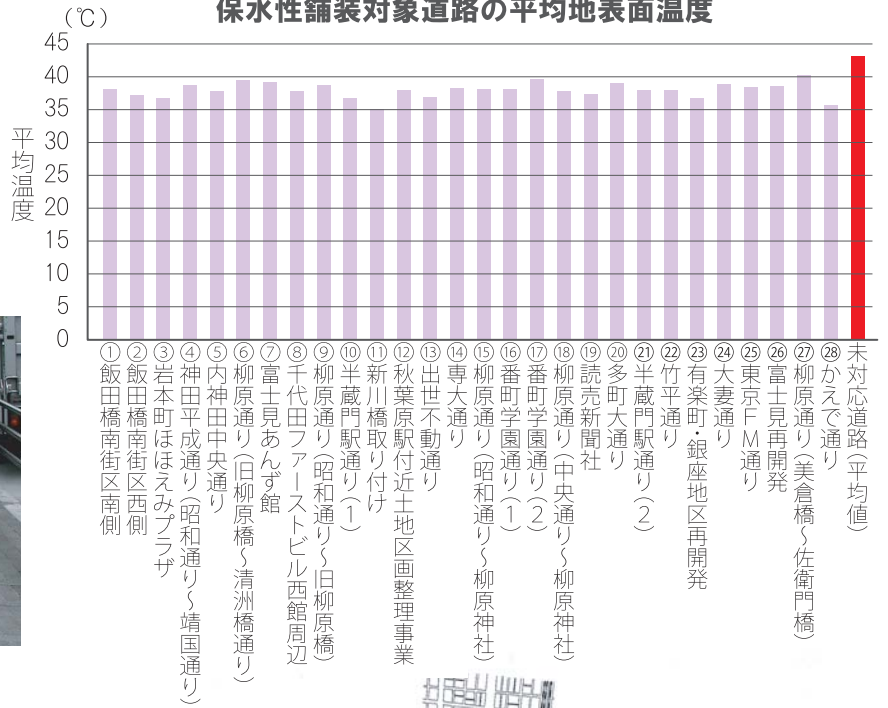 保水性舗装対象道路の平均地表面温度
(℃)
平均温度
45
40
35
30
25
20
15
10
5
0
①飯田橋南街区南側
②飯田橋南街区西側
③岩本町ほほえみプラザ
④神田平成通り(昭和通り～靖国通り)
⑤内神田中央通り
⑥柳原通り(旧柳原橋～清洲橋通り)
⑦富士見あんず館
⑧千代田ファーストビル西館周辺
⑨柳原通り(昭和通り～旧柳原橋)
⑩半蔵門駅通り(1)
⑪新川橋取り付け
⑫秋葉原駅付近土地区画整理事業
⑬出世不動通り
⑭専大通り
⑮柳原通り(昭和通り～柳原神社)
⑯番町学園通り(1)
⑰番町学園通り(2)
⑱柳原通り(中央通り～柳原神社)
⑲読売新聞社
⑳多町大通り
㉑半蔵門駅通り(2)
㉒竹平通り
㉓有楽町・銀座地区再開発
㉔大妻通り
㉕東京FM通り
㉖富士見再開発
㉗柳原通り(美倉橋～佐衛門橋)
㉘かえで通り
未対応道路(平均値)